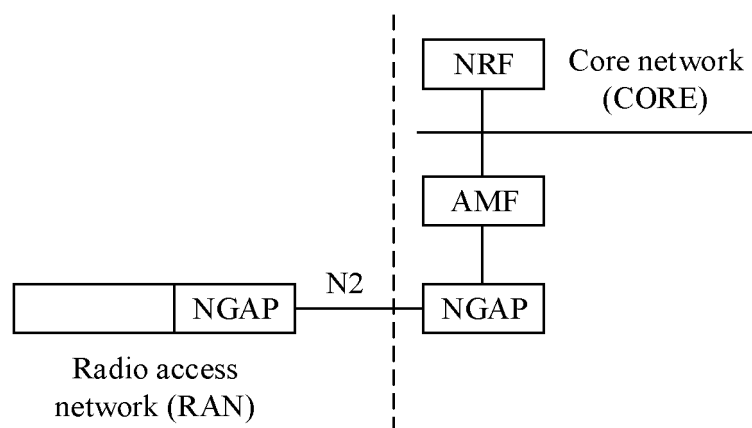 NRF
Core network
(CORE)
AMF
N2
NGAP
NGAP
Radio access
network (RAN)